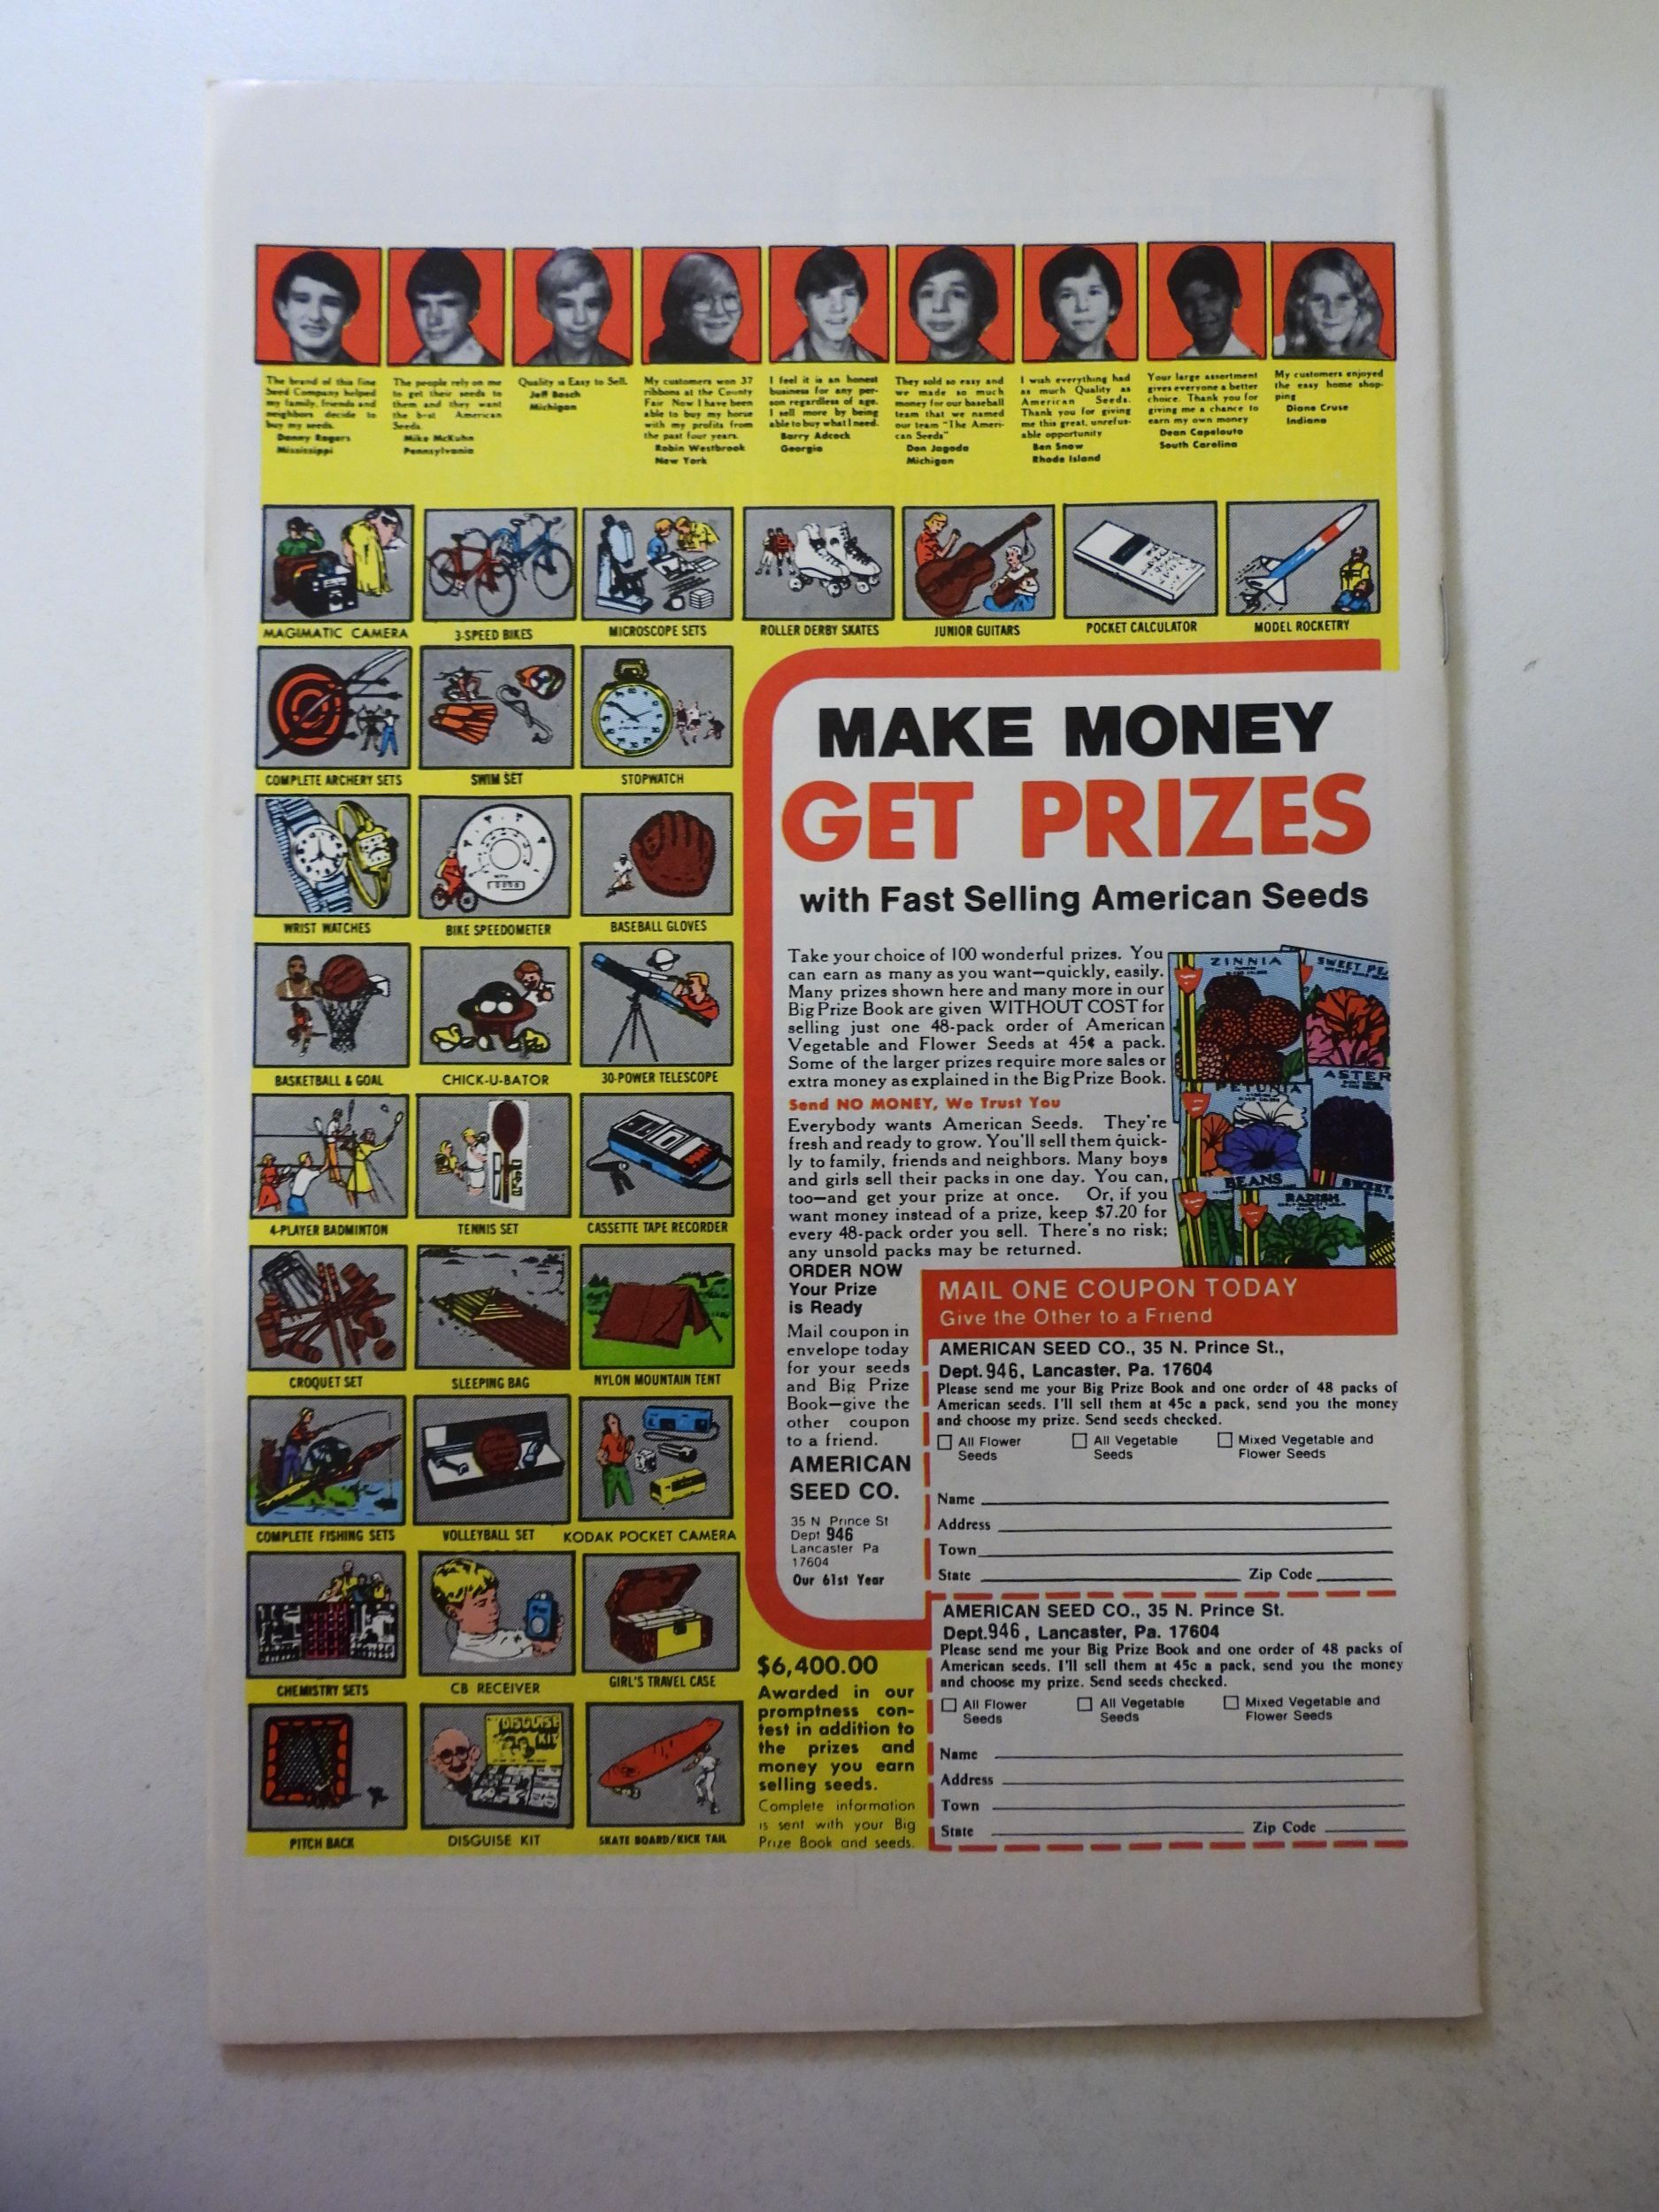 The brand of this fine
Seed Company helped
my family, friends and
neighbors decide to
buy my seeds.
Danny Rogers
Mississippi
The people rely on me
to get their seeds to
them and they want
the b-st American
Seeds.
Mike McKuhn
Pennsylvania
Quality is Easy to Sell.
Jeff Bosch
Michigan
My customers won 37
ribbons at the County
Fair Now I have been
able to buy my horse
with my profits from
the past four years.
Robin Westbrook
New York
I feel it is an honest
business for any per-
son regardless of age.
I sell more by being
able to buy what I need.
Barry Adcock
Georgia
They sold so easy and
we made so much
money for our baseball
team that we named
our team "The Ameri-
can Seeds"
Don Jagoda
Michigan
I wish everything had
as much Quality as
American Seeds.
Thank you for giving
me this great, unrefus-
able opportunity
Ben Snow
Rhode Island
Your large assortment
gives everyone a better
choice. Thank you for
giving me a chance to
earn my own money
Dean Capelouto
South Carolina
My customers enjoyed
the easy home shop-
ping
Diane Cruse
Indiana
MAGIMATIC CAMERA
3-SPEED BIKES
MICROSCOPE SETS
ROLLER DERBY SKATES
JUNIOR GUITARS
POCKET CALCULATOR
MODEL ROCKETRY
COMPLETE ARCHERY SETS
SWIM SET
STOPWATCH
WRIST WATCHES
BIKE SPEEDOMETER
BASEBALL GLOVES
BASKETBALL & GOAL
CHICK-U-BATOR
30-POWER TELESCOPE
4-PLAYER BADMINTON
TENNIS SET
CASSETTE TAPE RECORDER
CROQUET SET
SLEEPING BAG
NYLON MOUNTAIN TENT
COMPLETE FISHING SETS
VOLLEYBALL SET
KODAK POCKET CAMERA
CHEMISTRY SETS
CB RECEIVER
GIRL'S TRAVEL CASE
DISGUISE
KIT
PITCH BACK
DISGUISE KIT
SKATE BOARD/KICK TAIL
MAKE MONEY
GET PRIZES
with Fast Selling American Seeds
Take your choice of 100 wonderful prizes. You
can earn as many as you want—quickly, easily.
Many prizes shown here and many more in our
Big Prize Book are given WITHOUT COST for
selling just one 48-pack order of American
Vegetable and Flower Seeds at 45¢ a pack.
Some of the larger prizes require more sales or
extra money as explained in the Big Prize Book.
Send NO MONEY, We Trust You
Everybody wants American Seeds. They're
fresh and ready to grow. You'll sell them quick-
ly to family, friends and neighbors. Many boys
and girls sell their packs in one day. You can,
too—and get your prize at once. Or, if you
want money instead of a prize, keep $7.20 for
every 48-pack order you sell. There's no risk;
any unsold packs may be returned.
ZINNIA
SWEET PE
PETUNIA
ASTER
BEANS
SWEET
RADISH
ORDER NOW
Your Prize
is Ready
Mail coupon in
envelope today
for your seeds
and Big Prize
Book—give the
other coupon
to a friend.
AMERICAN
SEED CO.
35 N Prince St
Dept 946
Lancaster Pa
17604
Our 61st Year
MAIL ONE COUPON TODAY
Give the Other to a Friend
AMERICAN SEED CO., 35 N. Prince St.,
Dept. 946, Lancaster, Pa. 17604
Please send me your Big Prize Book and one order of 48 packs of
American seeds. I'll sell them at 45c a pack, send you the money
and choose my prize. Send seeds checked.
All Flower Seeds
All Vegetable Seeds
Mixed Vegetable and Flower Seeds
Name
Address
Town
State Zip Code
AMERICAN SEED CO., 35 N. Prince St.
Dept. 946, Lancaster, Pa. 17604
Please send me your Big Prize Book and one order of 48 packs of
American seeds. I'll sell them at 45c a pack, send you the money
and choose my prize. Send seeds checked.
All Flower Seeds
All Vegetable Seeds
Mixed Vegetable and Flower Seeds
Name
Address
Town
State Zip Code
$6,400.00
Awarded in our
promptness con-
test in addition to
the prizes and
money you earn
selling seeds.
Complete information
is sent with your Big
Prize Book and seeds.